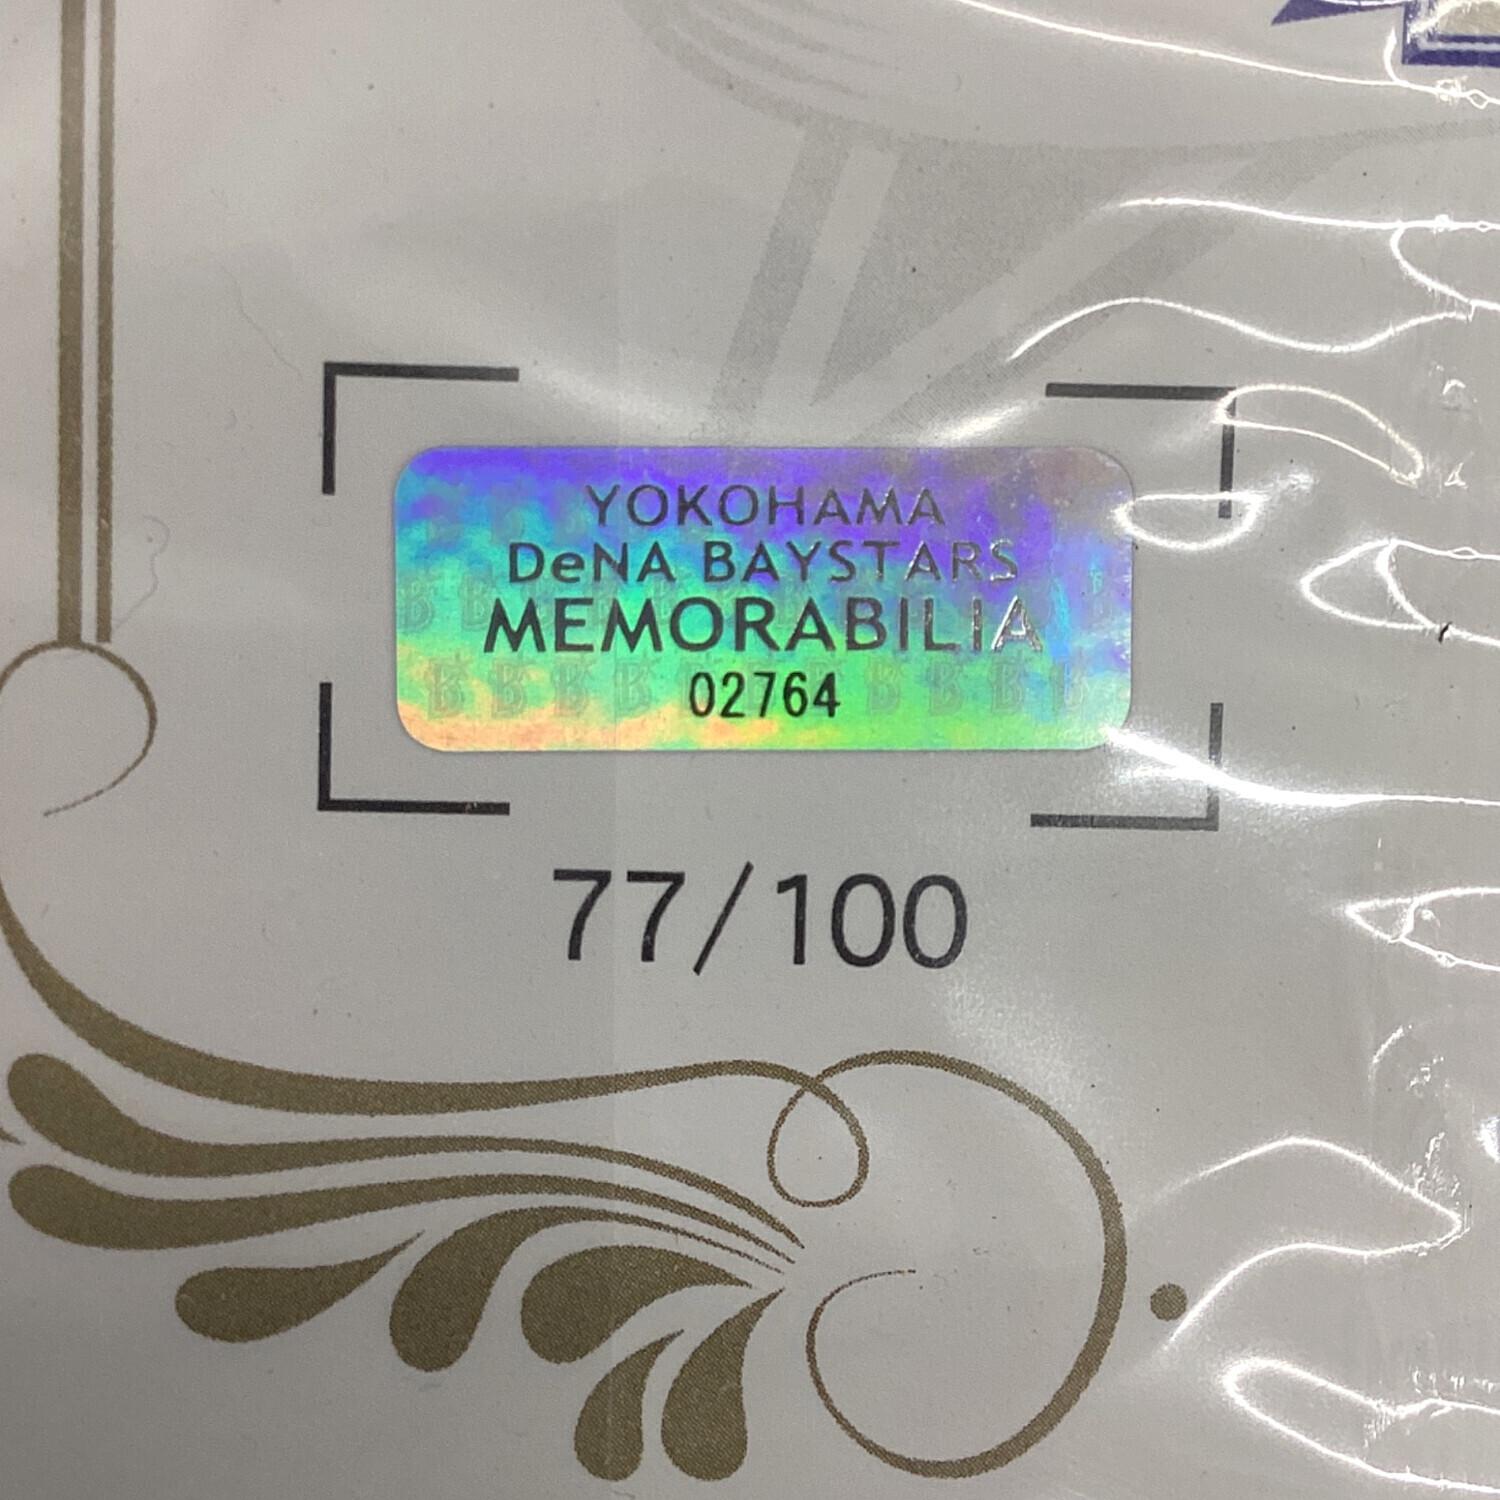 YOKOHAMA
DeNA BAYSTARS
MEMORABILIA
02764
77/100